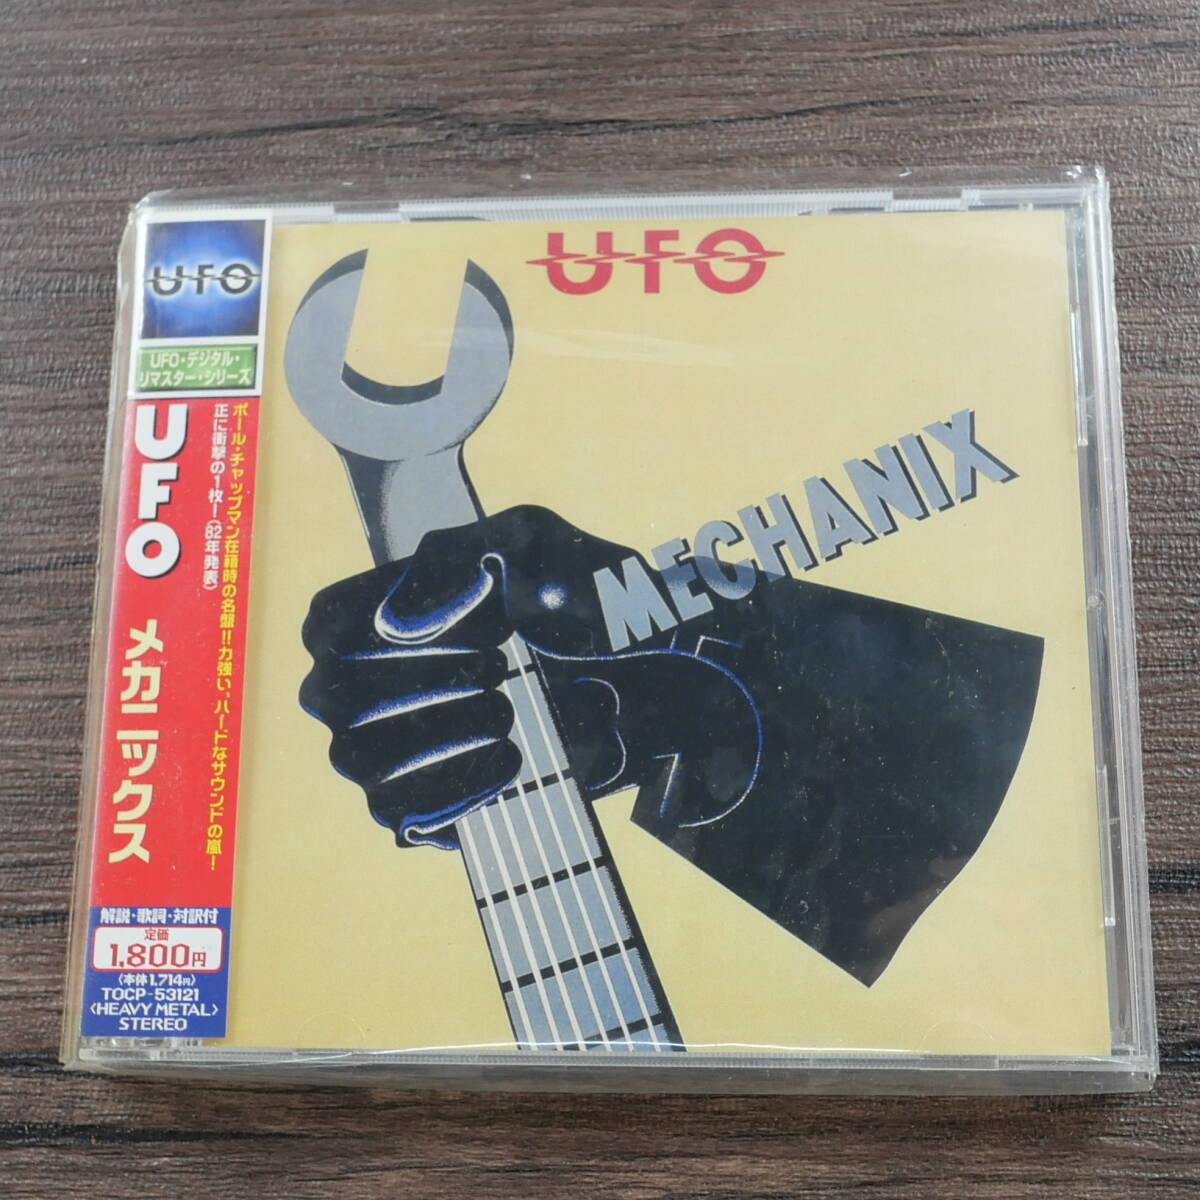 UFO
UFO・デジタル・
リマスター・シリーズ
ポール・チャップマン在籍時の名盤!!力強い、ハードなサウンドの嵐!
正に衝撃の1枚!(82年発表)
UFO メカニックス
解説・歌詞・対訳付
定価
1,800円
〈本体1,714円〉
TOCP-53121
〈HEAVY METAL〉
STEREO
UFO
MECHANIX